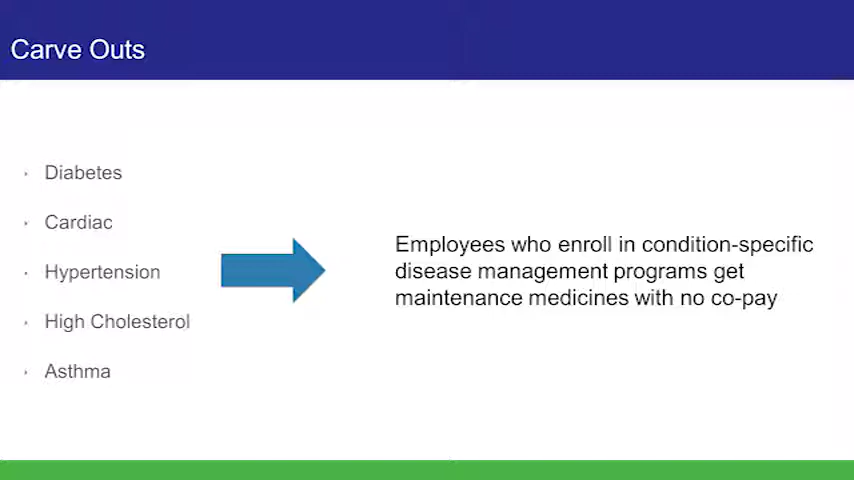 Carve Outs
Diabetes
Cardiac
Hypertension
High Cholesterol
Asthma
Employees who enroll in condition-specific
disease management programs get
maintenance medicines with no co-pay